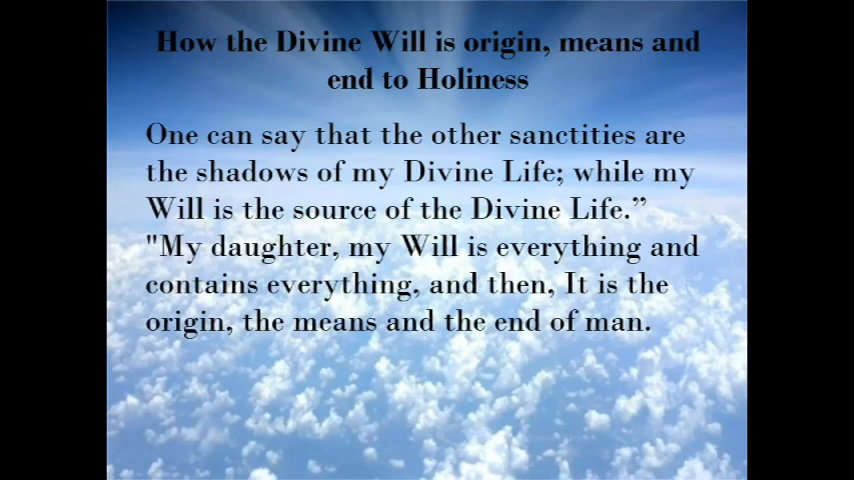 How the Divine Will is origin, means and
end to Holiness
One can say that the other sanctities are
the shadows of my Divine Life; while my
Will is the source of the Divine Life.”
"My daughter, my Will is everything and
contains everything, and then, It is the
origin, the means and the end of man.